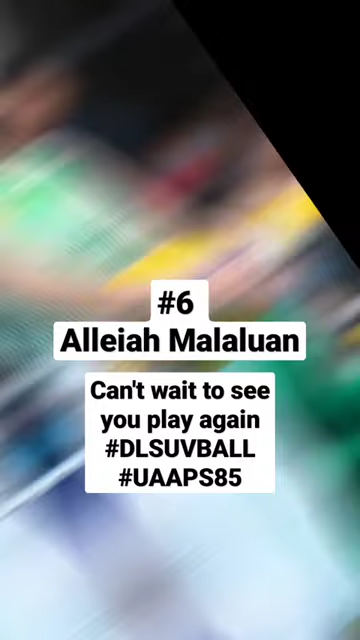 #6
Alleiah Malaluan
Can't wait to see
you play again
#DLSUVBALL
#UAAPS85